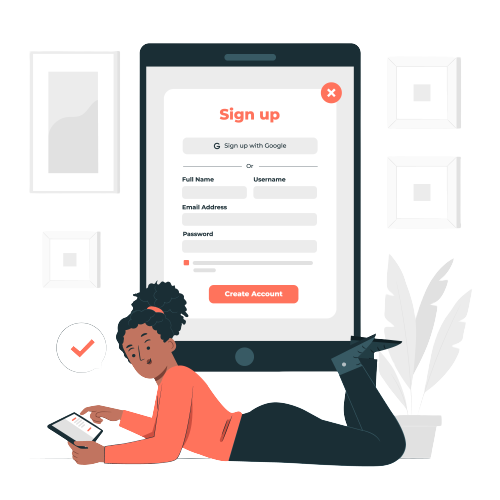 Sign up
G Sign up with Google
Or
Full Name Username
Email Address
Password
Create Account